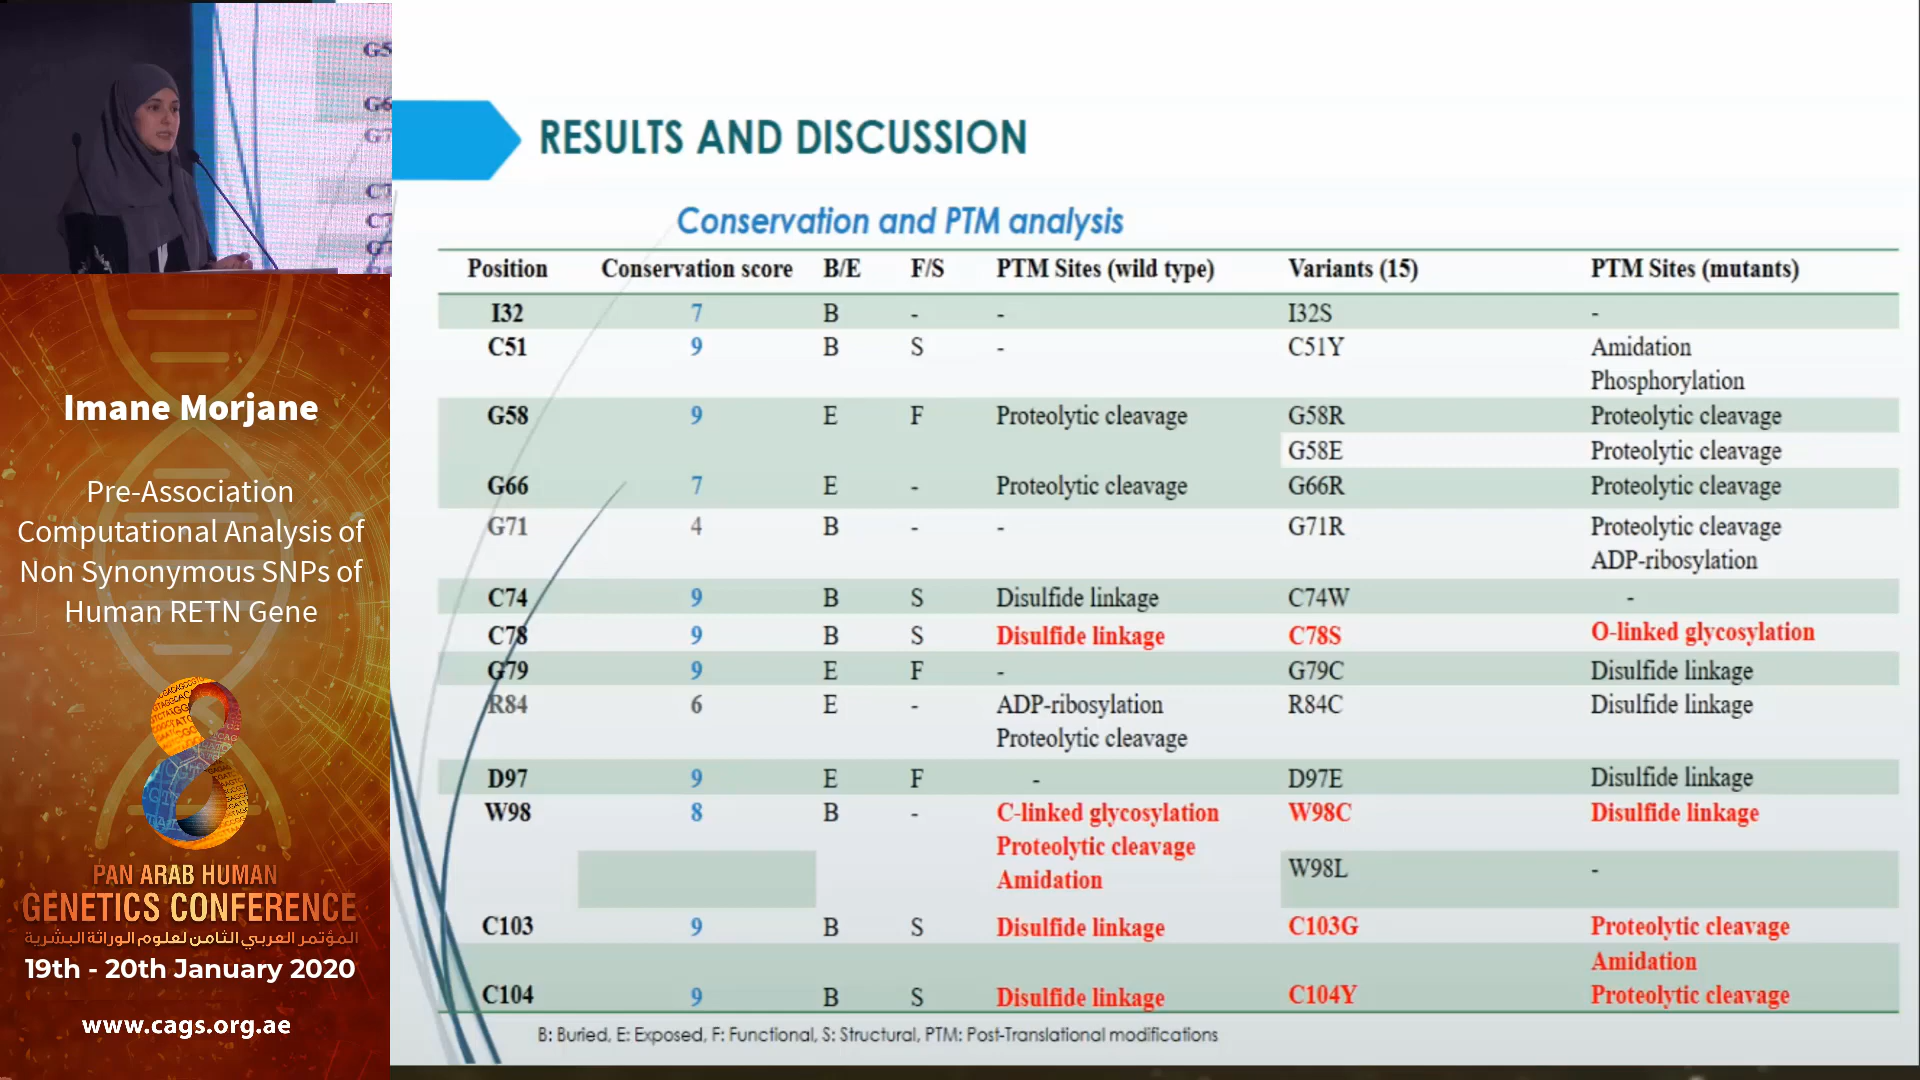 RESULTS AND DISCUSSION
Conservation and PTM analysis
Position Conservation score B/E F/S PTM Sites (wild type) Variants (15) PTM Sites (mutants)
I32 7 B - - I32S -
C51 9 B S - C51Y Amidation
Phosphorylation
G58 9 E F Proteolytic cleavage G58R Proteolytic cleavage
G58E Proteolytic cleavage
G66 7 E - Proteolytic cleavage G66R Proteolytic cleavage
G71 4 B - - G71R Proteolytic cleavage
ADP-ribosylation
C74 9 B S Disulfide linkage C74W -
C78 9 B S Disulfide linkage C78S O-linked glycosylation
G79 9 E F - G79C Disulfide linkage
R84 6 E - ADP-ribosylation R84C Disulfide linkage
Proteolytic cleavage
D97 9 E F - D97E Disulfide linkage
W98 8 B - C-linked glycosylation W98C Disulfide linkage
Proteolytic cleavage
Amidation W98L -
C103 9 B S Disulfide linkage C103G Proteolytic cleavage
Amidation
C104 9 B S Disulfide linkage C104Y Proteolytic cleavage
B: Buried, E: Exposed, F: Functional, S: Structural, PTM: Post-Translational modifications
Imane Morjane
Pre-Association
Computational Analysis of
Non Synonymous SNPs of
Human RETN Gene
PAN ARAB HUMAN
GENETICS CONFERENCE
المؤتمر العربي الثامن لعلوم الوراثة البشرية
19th - 20th January 2020
www.cags.org.ae